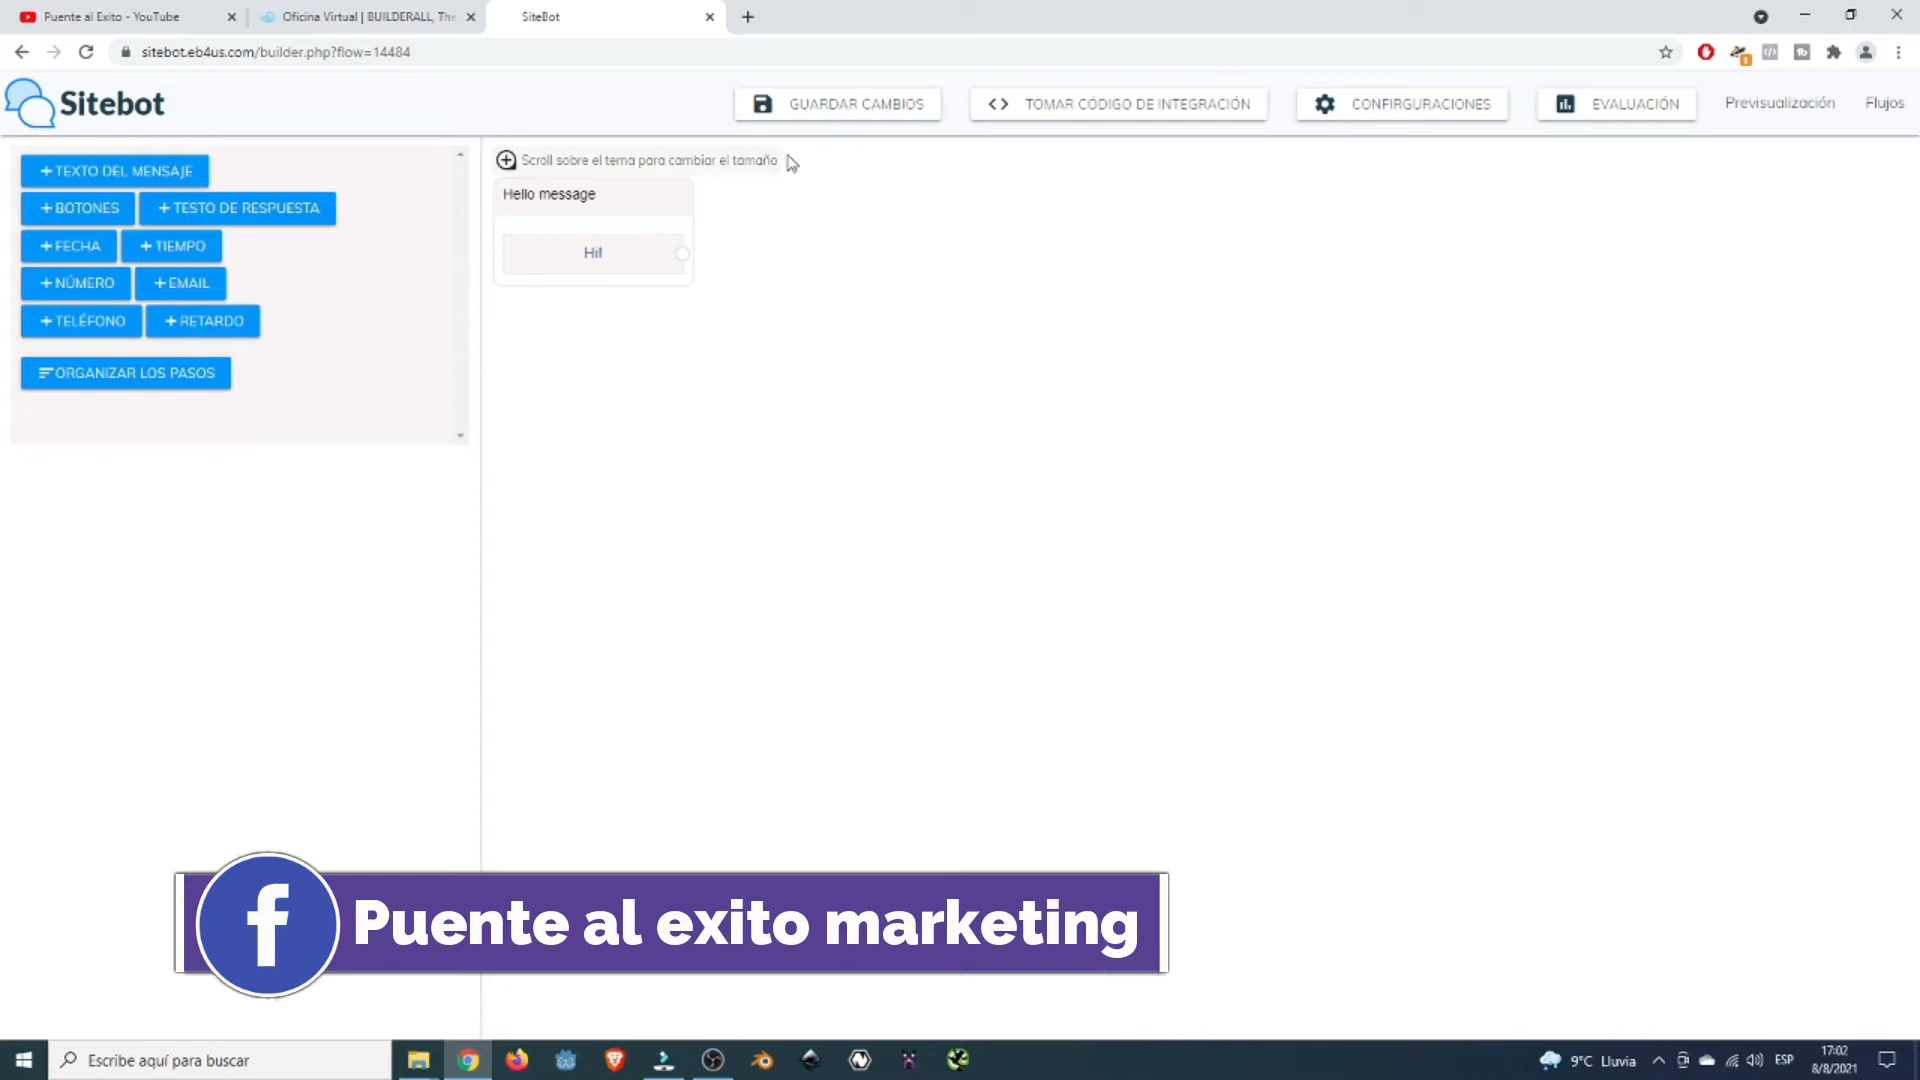 Puente al Exito - YouTube
Oficina Virtual | BUILDERALL, The
SiteBot
sitebot.eb4us.com/builder.php?flow=14484
Sitebot
GUARDAR CAMBIOS
TOMAR CÓDIGO DE INTEGRACIÓN
CONFIRGURACIONES
EVALUACIÓN
Previsualización
Flujos
+TEXTO DEL MENSAJE
+BOTONES
+TESTO DE RESPUESTA
+FECHA
+TIEMPO
+NÚMERO
+EMAIL
+TELÉFONO
+RETARDO
ORGANIZAR LOS PASOS
Scroll sobre el tema para cambiar el tamaño
Hello message
Hi!
f Puente al exito marketing
Escribe aquí para buscar
9°C Lluvia
ESP
17:02
8/8/2021